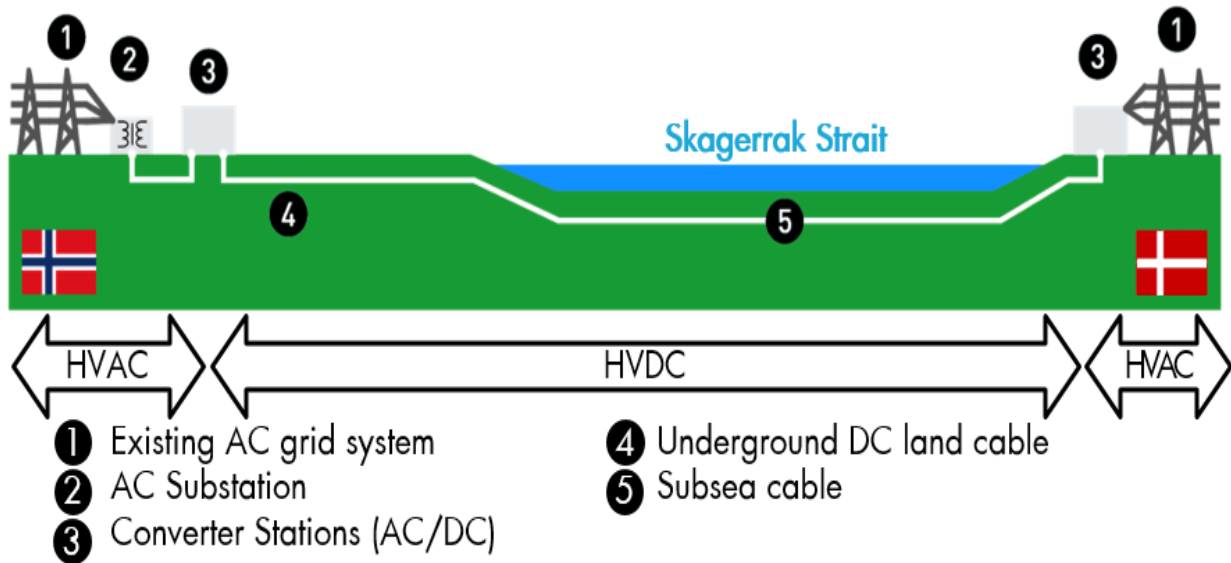 1
2
3
Skagerrak Strait
3
1
4
5
HVAC
HVDC
HVAC
1 Existing AC grid system
2 AC Substation
3 Converter Stations (AC/DC)
4 Underground DC land cable
5 Subsea cable